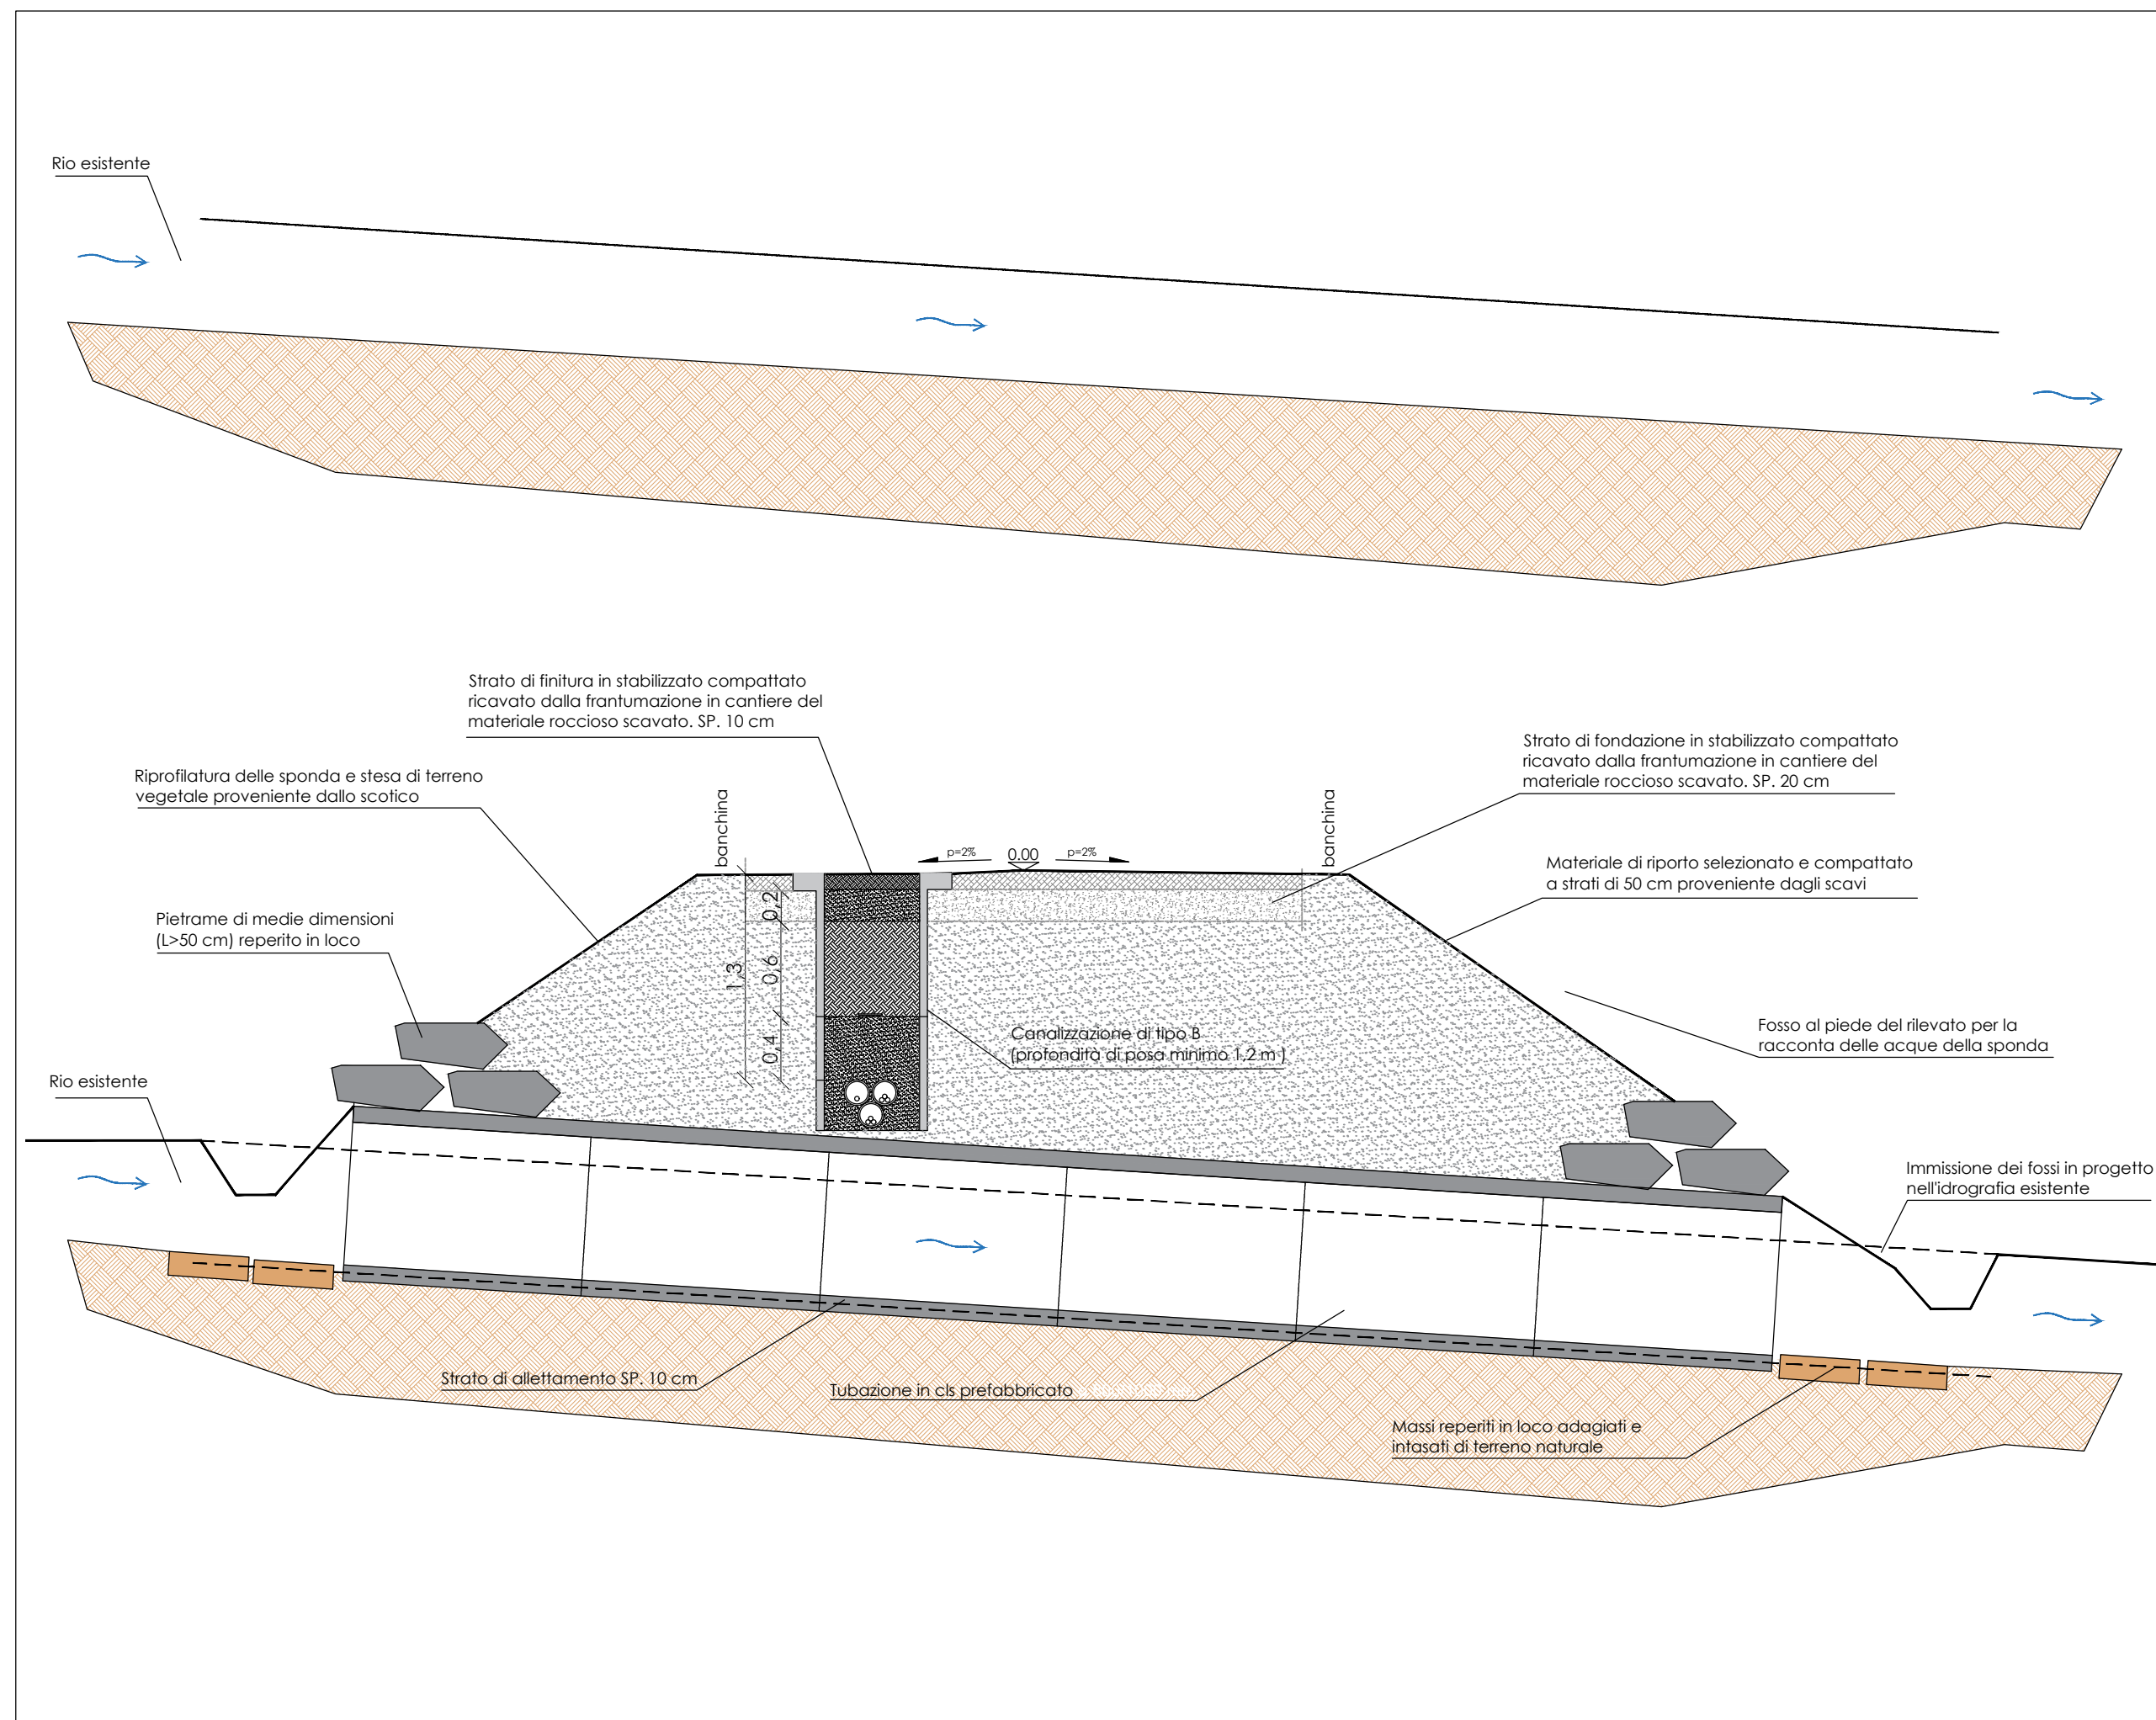 Rio esistente
Strato di finitura in stabilizzato compattato
ricavato dalla frantumazione in cantiere del
materiale roccioso scavato. SP. 10 cm
Strato di fondazione in stabilizzato compattato
ricavato dalla frantumazione in cantiere del
materiale roccioso scavato. SP. 20 cm
Riprofilatura delle sponda e stesa di terreno
vegetale proveniente dallo scotico
banchina
banchina
p=2%
0.00
p=2%
Materiale di riporto selezionato e compattato
a strati di 50 cm proveniente dagli scavi
Pietrame di medie dimensioni
(L>50 cm) reperito in loco
0,2
1,3
0,6
0,4
Canalizzazione di tipo B
(profondità di posa minimo 1,2 m )
Fosso al piede del rilevato per la
racconta delle acque della sponda
Rio esistente
Immissione dei fossi in progetto
nell'idrografia esistente
Strato di allettamento SP. 10 cm
Tubazione in cls prefabbricato
Massi reperiti in loco adagiati e
intasati di terreno naturale